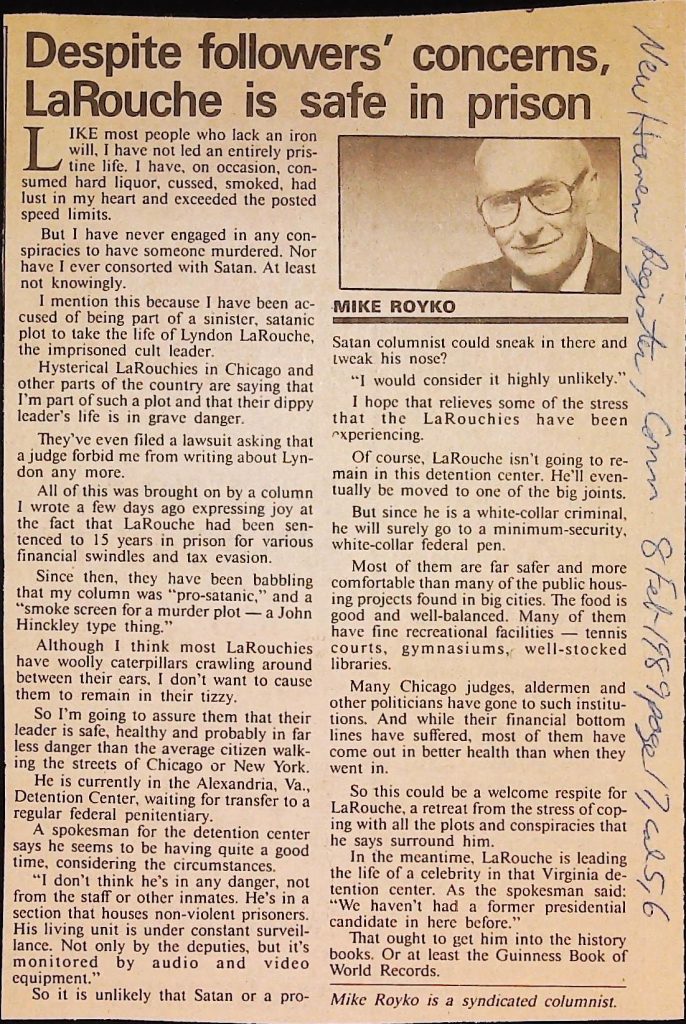 Despite followers' concerns,
LaRouche is safe in prison
LIKE most people who lack an iron
will, I have not led an entirely pris-
tine life. I have, on occasion, con-
sumed hard liquor, cussed, smoked, had
lust in my heart and exceeded the posted
speed limits.
But I have never engaged in any con-
spiracies to have someone murdered. Nor
have I ever consorted with Satan. At least
not knowingly.
I mention this because I have been ac-
cused of being part of a sinister, satanic
plot to take the life of Lyndon LaRouche,
the imprisoned cult leader.
Hysterical LaRouchies in Chicago and
other parts of the country are saying that
I'm part of such a plot and that their dippy
leader's life is in grave danger.
They've even filed a lawsuit asking that
a judge forbid me from writing about Lyn-
don any more.
All of this was brought on by a column
I wrote a few days ago expressing joy at
the fact that LaRouche had been sen-
tenced to 15 years in prison for various
financial swindles and tax evasion.
Since then, they have been babbling
that my column was "pro-satanic," and a
"smoke screen for a murder plot — a John
Hinckley type thing."
Although I think most LaRouchies
have woolly caterpillars crawling around
between their ears, I don't want to cause
them to remain in their tizzy.
So I'm going to assure them that their
leader is safe, healthy and probably in far
less danger than the average citizen walk-
ing the streets of Chicago or New York.
He is currently in the Alexandria, Va.,
Detention Center, waiting for transfer to a
regular federal penitentiary.
A spokesman for the detention center
says he seems to be having quite a good
time, considering the circumstances.
"I don't think he's in any danger, not
from the staff or other inmates. He's in a
section that houses non-violent prisoners.
His living unit is under constant surveil-
lance. Not only by the deputies, but it's
monitored by audio and video
equipment."
So it is unlikely that Satan or a pro-
MIKE ROYKO
Satan columnist could sneak in there and
tweak his nose?
"I would consider it highly unlikely."
I hope that relieves some of the stress
that the LaRouchies have been
experiencing.
Of course, LaRouche isn't going to re-
main in this detention center. He'll even-
tually be moved to one of the big joints.
But since he is a white-collar criminal,
he will surely go to a minimum-security,
white-collar federal pen.
Most of them are far safer and more
comfortable than many of the public hous-
ing projects found in big cities. The food is
good and well-balanced. Many of them
have fine recreational facilities — tennis
courts, gymnasiums, well-stocked
libraries.
Many Chicago judges, aldermen and
other politicians have gone to such institu-
tions. And while their financial bottom
lines have suffered, most of them have
come out in better health than when they
went in.
So this could be a welcome respite for
LaRouche, a retreat from the stress of cop-
ing with all the plots and conspiracies that
he says surround him.
In the meantime, LaRouche is leading
the life of a celebrity in that Virginia de-
tention center. As the spokesman said:
"We haven't had a former presidential
candidate in here before."
That ought to get him into the history
books. Or at least the Guinness Book of
World Records.
Mike Royko is a syndicated columnist.
New Haven Register, Conn 8 Feb 1989 page 17, col 5,6